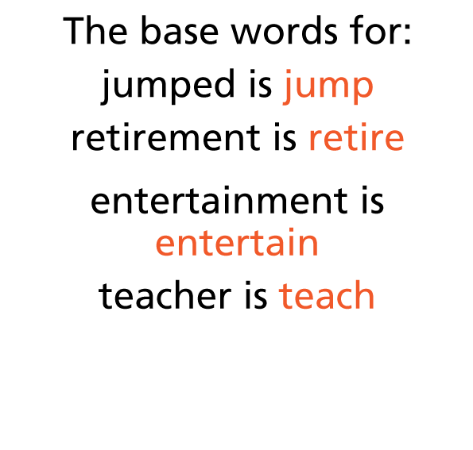 The base words for:
jumped is jump
retirement is retire
entertainment is
entertain
teacher is teach